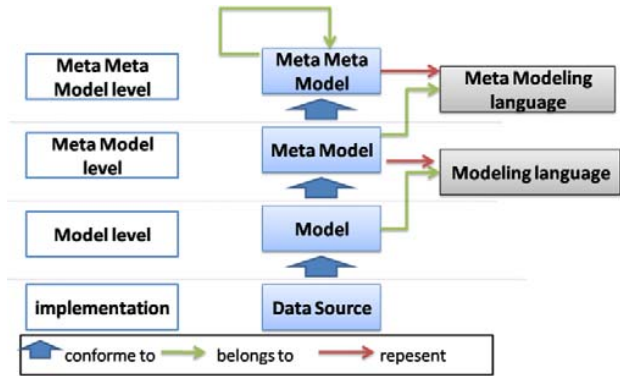 Meta Meta
Model level
Meta Meta
Model
Meta Modeling
language
Meta Model
level
Meta Model
Modeling language
Model level
Model
implementation
Data Source
conforme to
belongs to
repesent